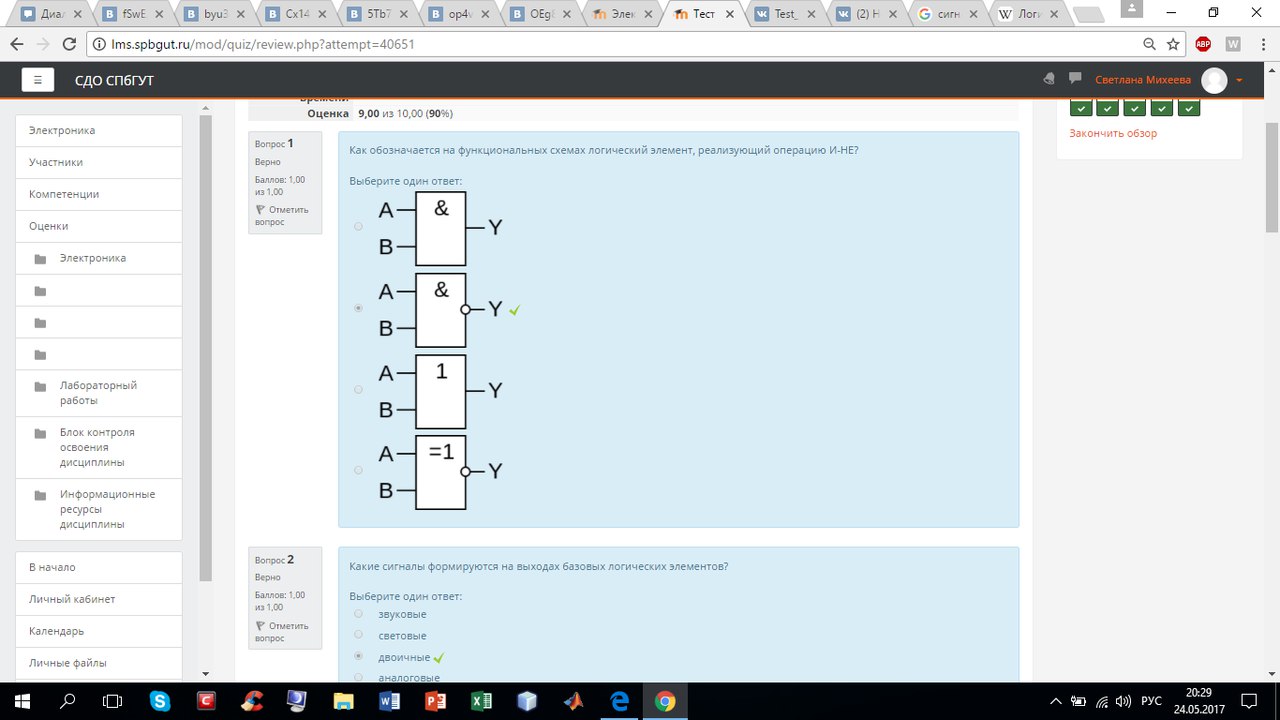 Диал
fSwE
byu3
Cx14
5Tb7
op4v
OEg8
Элек
Тест
Test_
(2) Н
сигн
Логи
lms.spbgut.ru/mod/quiz/review.php?attempt=40651
ABP
W
СДО СПбГУТ
Светлана Михеева
Электроника
Участники
Компетенции
Оценки
Электроника
Лабораторный
работы
Блок контроля
освоения
дисциплины
Информационные
ресурсы
дисциплины
В начало
Личный кабинет
Календарь
Личные файлы
времени
Оценка 9,00 из 10,00 (90%)
Вопрос 1
Верно
Баллов: 1,00
из 1,00
Отметить
вопрос
Как обозначается на функциональных схемах логический элемент, реализующий операцию И-НЕ?
Выберите один ответ:
A & Y
B
A & Y
B
A 1 Y
B
A =1 Y
B
Вопрос 2
Верно
Баллов: 1,00
из 1,00
Отметить
вопрос
Какие сигналы формируются на выходах базовых логических элементов?
Выберите один ответ:
звуковые
световые
двоичные
аналоговые
Закончить обзор
РУС
20:29
24.05.2017